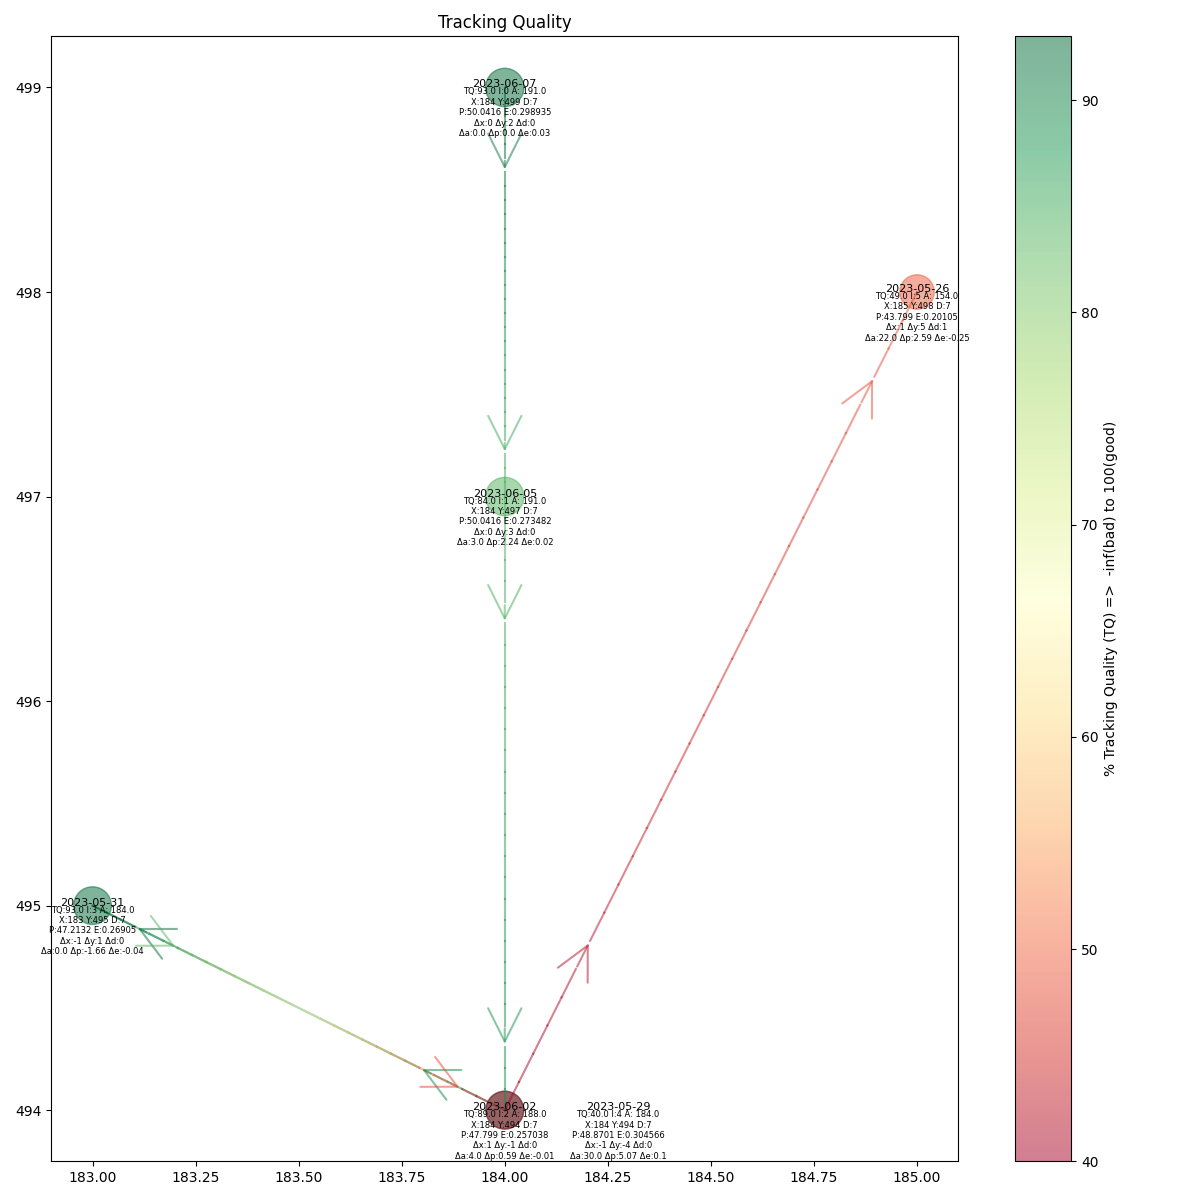 Tracking Quality
499
498
497
496
495
494
2023-06-07
TQ:93.0 I:0 A: 191.0
X:184 Y:499 D:7
P:50.0416 E:0.298935
Δx:0 Δy:2 Δd:0
Δa:0.0 Δp:0.0 Δe:0.03
2023-05-26
TQ:49.0 I:5 A: 154.0
X:185 Y:498 D:7
P:43.799 E:0.20105
Δx:1 Δy:5 Δd:1
Δa:22.0 Δp:2.59 Δe:-0.25
2023-06-05
TQ:84.0 I:1 A: 191.0
X:184 Y:497 D:7
P:50.0416 E:0.273482
Δx:0 Δy:3 Δd:0
Δa:3.0 Δp:2.24 Δe:0.02
2023-05-31
TQ:93.0 I:3 A: 184.0
X:183 Y:495 D:7
P:47.2132 E:0.26905
Δx:-1 Δy:1 Δd:0
Δa:0.0 Δp:-1.66 Δe:-0.04
2023-06-02
TQ:89.0 I:2 A: 188.0
X:184 Y:494 D:7
P:47.799 E:0.257038
Δx:1 Δy:-1 Δd:0
Δa:4.0 Δp:0.59 Δe:-0.01
2023-05-29
TQ:40.0 I:4 A: 184.0
X:184 Y:494 D:7
P:48.8701 E:0.304566
Δx:-1 Δy:-4 Δd:0
Δa:30.0 Δp:5.07 Δe:0.1
183.00 183.25 183.50 183.75 184.00 184.25 184.50 184.75 185.00
90
80
70
60
50
40
% Tracking Quality (TQ) =>  -inf(bad) to 100(good)